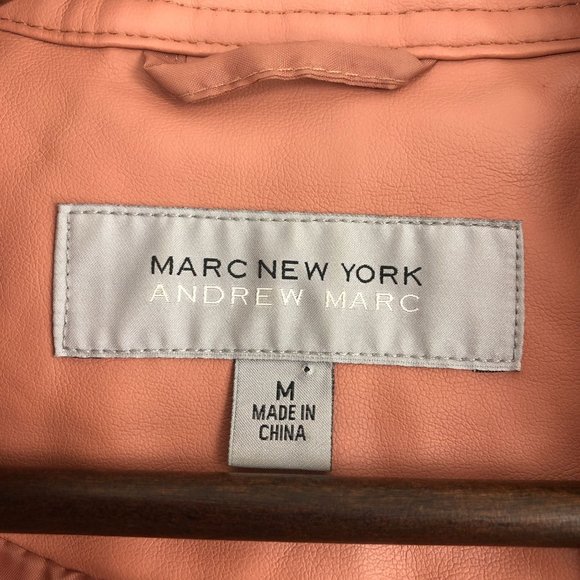 MARC NEW YORK
ANDREW MARC
M
MADE IN
CHINA